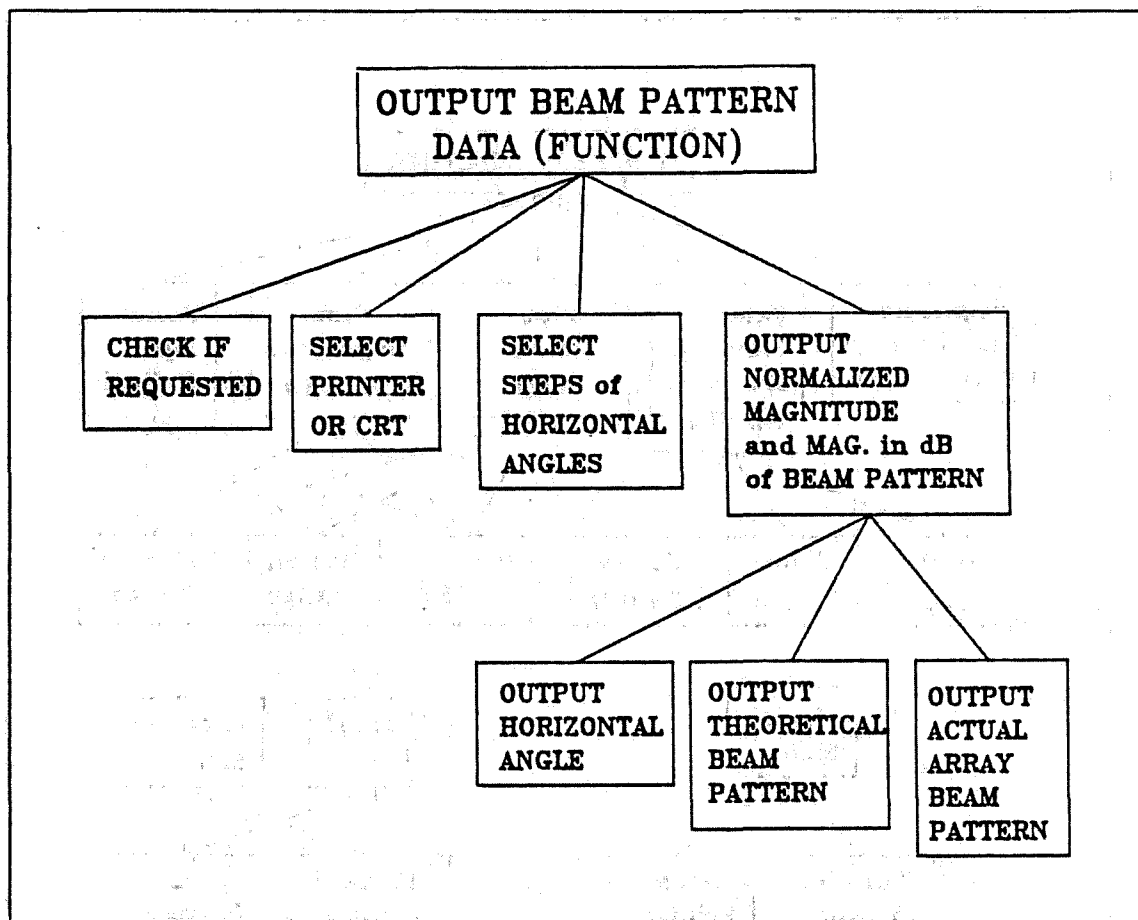 OUTPUT BEAM PATTERN
DATA (FUNCTION)
CHECK IF
REQUESTED
SELECT
PRINTER
OR CRT
SELECT
STEPS of
HORIZONTAL
ANGLES
OUTPUT
NORMALIZED
MAGNITUDE
and MAG. in dB
of BEAM PATTERN
OUTPUT
HORIZONTAL
ANGLE
OUTPUT
THEORETICAL
BEAM
PATTERN
OUTPUT
ACTUAL
ARRAY
BEAM
PATTERN